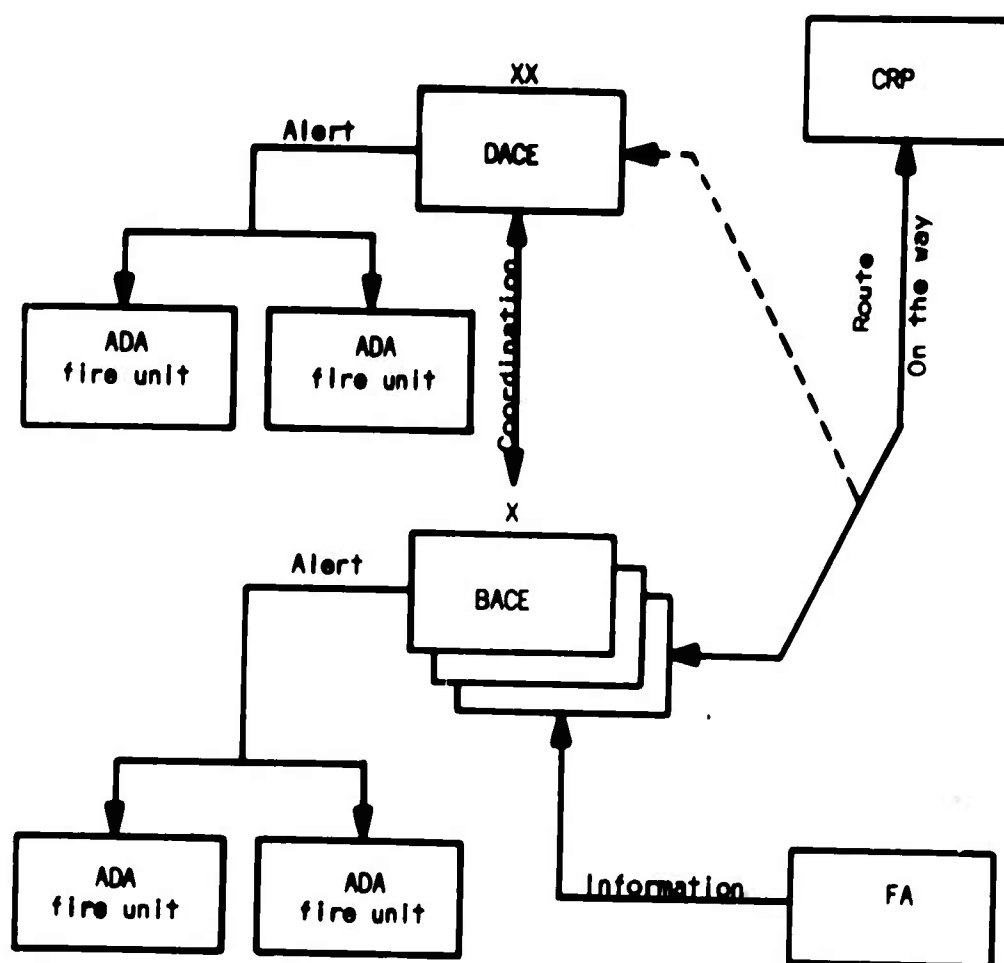 CRP
XX
DACE
Alert
ADA
fire unit
ADA
fire unit
Coordination
Route
On the way
X
BACE
Alert
ADA
fire unit
ADA
fire unit
Information
FA